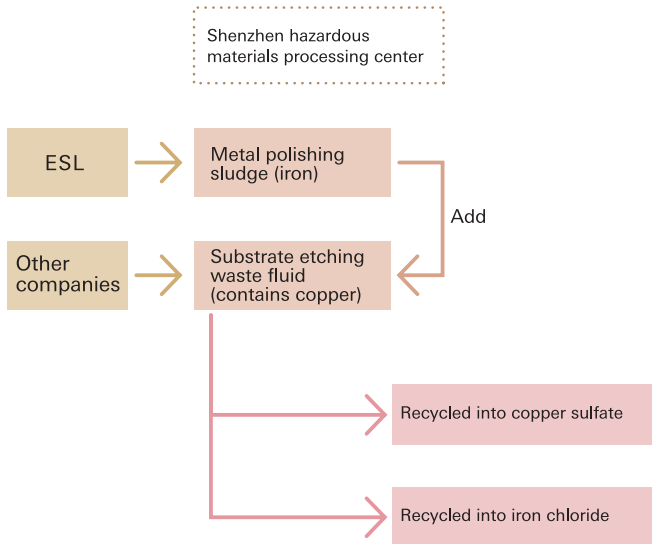 Shenzhen hazardous
materials processing center
ESL
Metal polishing
sludge (iron)
Add
Other
companies
Substrate etching
waste fluid
(contains copper)
Recycled into copper sulfate
Recycled into iron chloride